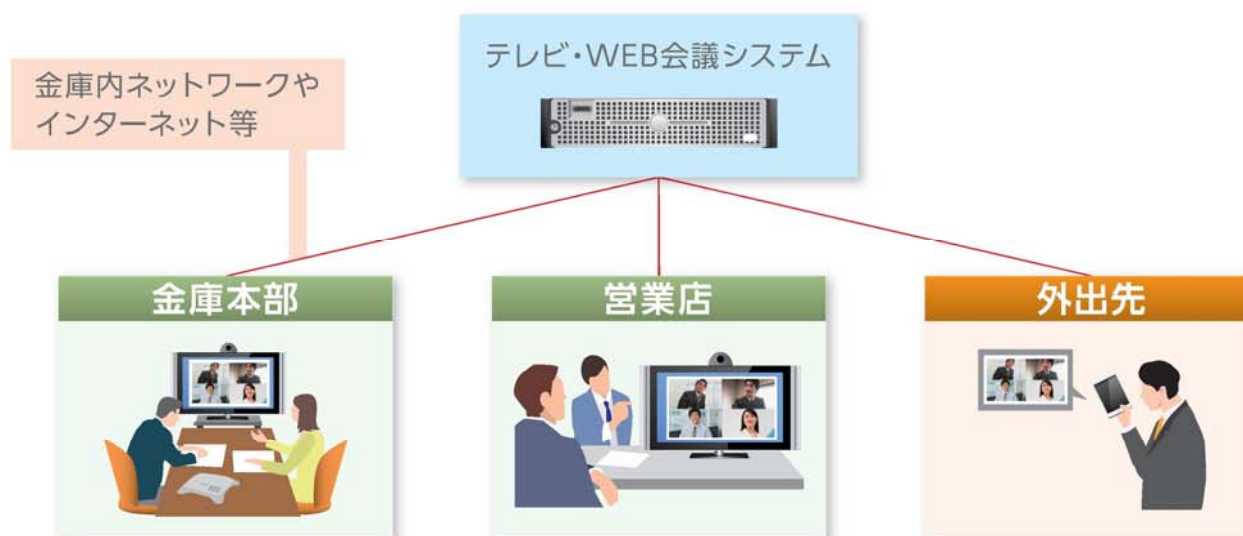 テレビ・WEB会議システム
金庫内ネットワークや
インターネット等
金庫本部
営業店
外出先